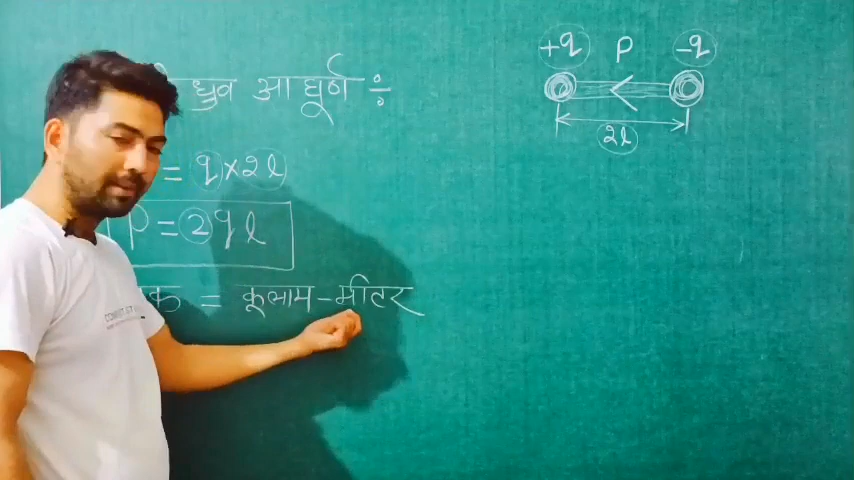 ध्रुव आघूर्ण ÷
= q×2l
P = 2ql
क = कूलाम - मीटर
+q P -q
2l